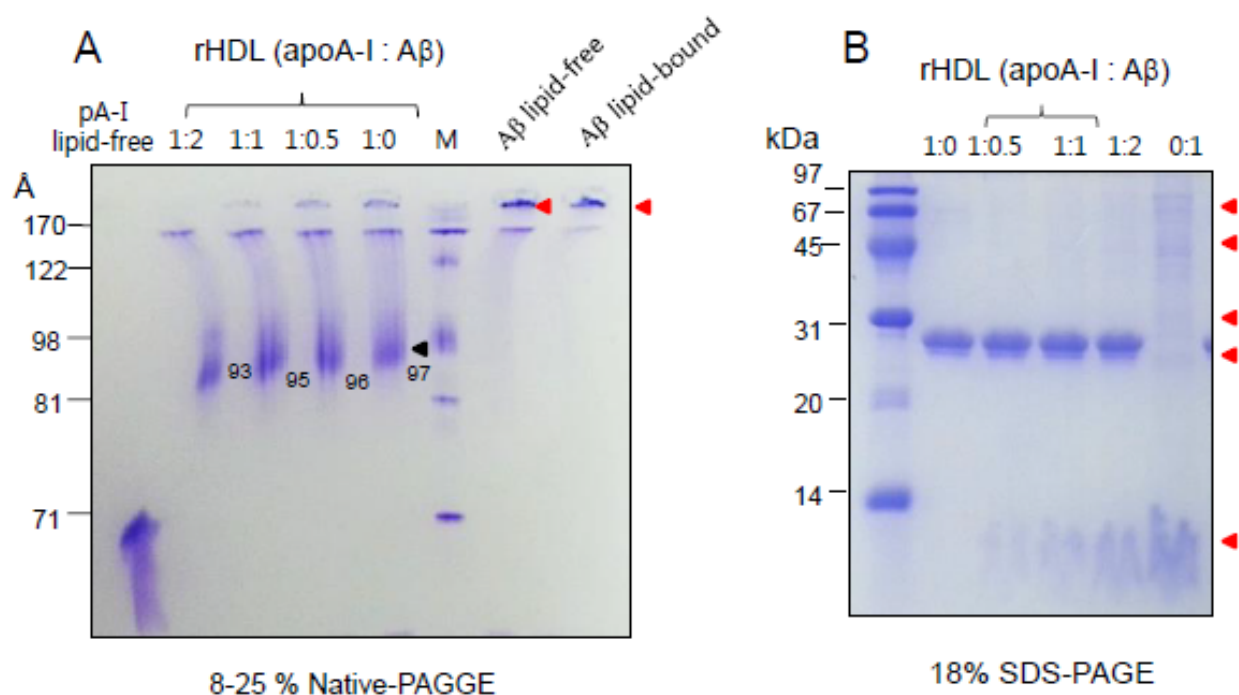 A
rHDL (apoA-I : Aβ)
Aβ lipid-free
Aβ lipid-bound
pA-I
lipid-free 1:2 1:1 1:0.5 1:0 M
Å
170
122
98
93 95 96 97
81
71
8-25 % Native-PAGGE
B
rHDL (apoA-I : Aβ)
kDa
1:0 1:0.5 1:1 1:2 0:1
97
67
45
31
20
14
18% SDS-PAGE